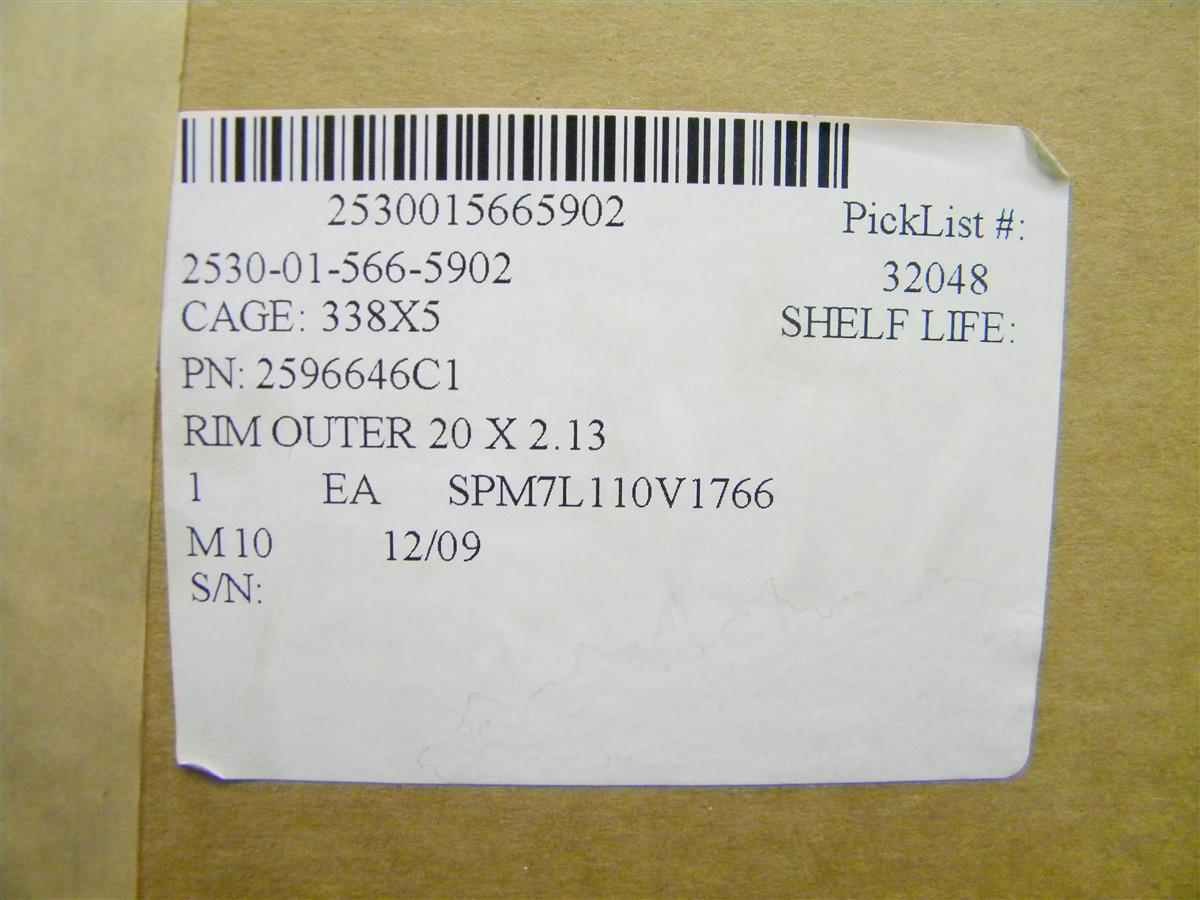 2530015665902
PickList #:
2530-01-566-5902
32048
CAGE: 338X5
SHELF LIFE:
PN: 2596646C1
RIM OUTER 20 X 2.13
1 EA SPM7L110V1766
M10 12/09
S/N: